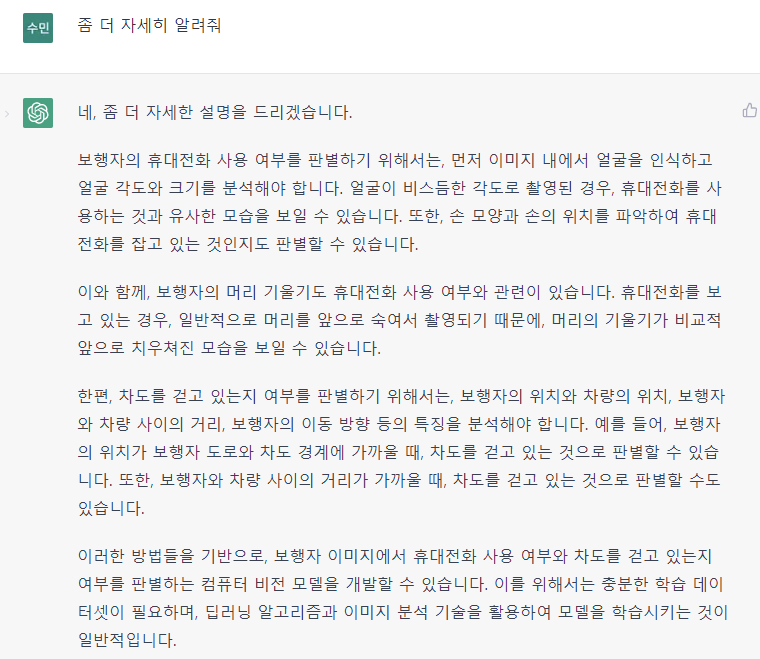 수민
좀 더 자세히 알려줘
네, 좀 더 자세한 설명을 드리겠습니다.
보행자의 휴대전화 사용 여부를 판별하기 위해서는, 먼저 이미지 내에서 얼굴을 인식하고
얼굴 각도와 크기를 분석해야 합니다. 얼굴이 비스듬한 각도로 촬영된 경우, 휴대전화를 사
용하는 것과 유사한 모습을 보일 수 있습니다. 또한, 손 모양과 손의 위치를 파악하여 휴대
전화를 잡고 있는 것인지도 판별할 수 있습니다.
이와 함께, 보행자의 머리 기울기도 휴대전화 사용 여부와 관련이 있습니다. 휴대전화를 보
고 있는 경우, 일반적으로 머리를 앞으로 숙여서 촬영되기 때문에, 머리의 기울기가 비교적
앞으로 치우쳐진 모습을 보일 수 있습니다.
한편, 차도를 걷고 있는지 여부를 판별하기 위해서는, 보행자의 위치와 차량의 위치, 보행자
와 차량 사이의 거리, 보행자의 이동 방향 등의 특징을 분석해야 합니다. 예를 들어, 보행자
의 위치가 보행자 도로와 차도 경계에 가까울 때, 차도를 걷고 있는 것으로 판별할 수 있습
니다. 또한, 보행자와 차량 사이의 거리가 가까울 때, 차도를 걷고 있는 것으로 판별할 수도
있습니다.
이러한 방법들을 기반으로, 보행자 이미지에서 휴대전화 사용 여부와 차도를 걷고 있는지
여부를 판별하는 컴퓨터 비전 모델을 개발할 수 있습니다. 이를 위해서는 충분한 학습 데이
터셋이 필요하며, 딥러닝 알고리즘과 이미지 분석 기술을 활용하여 모델을 학습시키는 것이
일반적입니다.